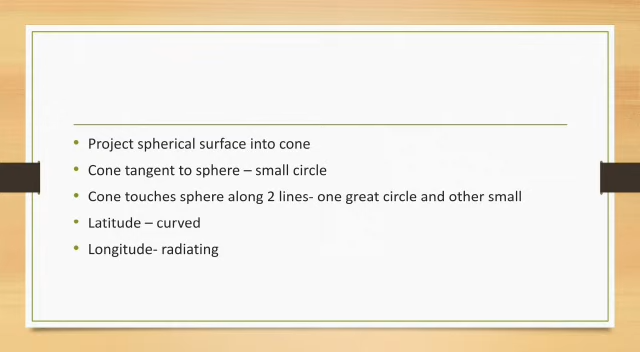 Project spherical surface into cone
Cone tangent to sphere – small circle
Cone touches sphere along 2 lines- one great circle and other small
Latitude – curved
Longitude- radiating